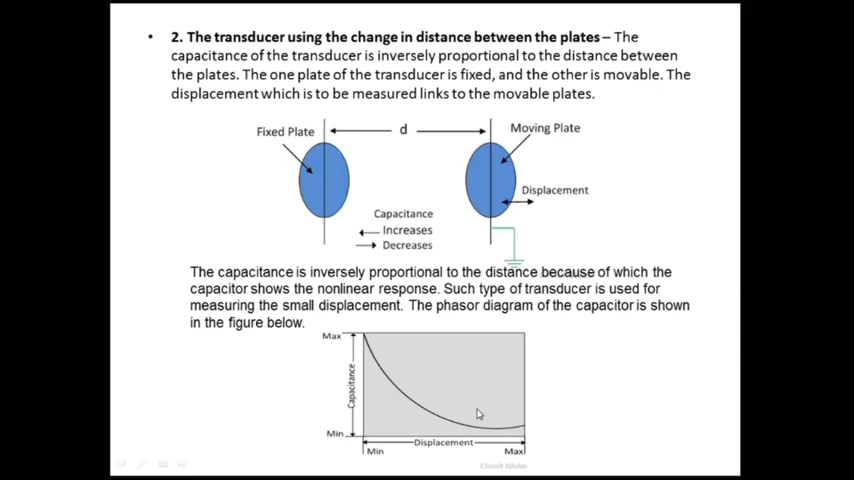 • 2. The transducer using the change in distance between the plates – The
capacitance of the transducer is inversely proportional to the distance between
the plates. The one plate of the transducer is fixed, and the other is movable. The
displacement which is to be measured links to the movable plates.
Fixed Plate
d
Moving Plate
Displacement
Capacitance
Increases
Decreases
The capacitance is inversely proportional to the distance because of which the
capacitor shows the nonlinear response. Such type of transducer is used for
measuring the small displacement. The phasor diagram of the capacitor is shown
in the figure below.
Max
Capacitance
Min
Displacement
Min
Max
Circuit Globe